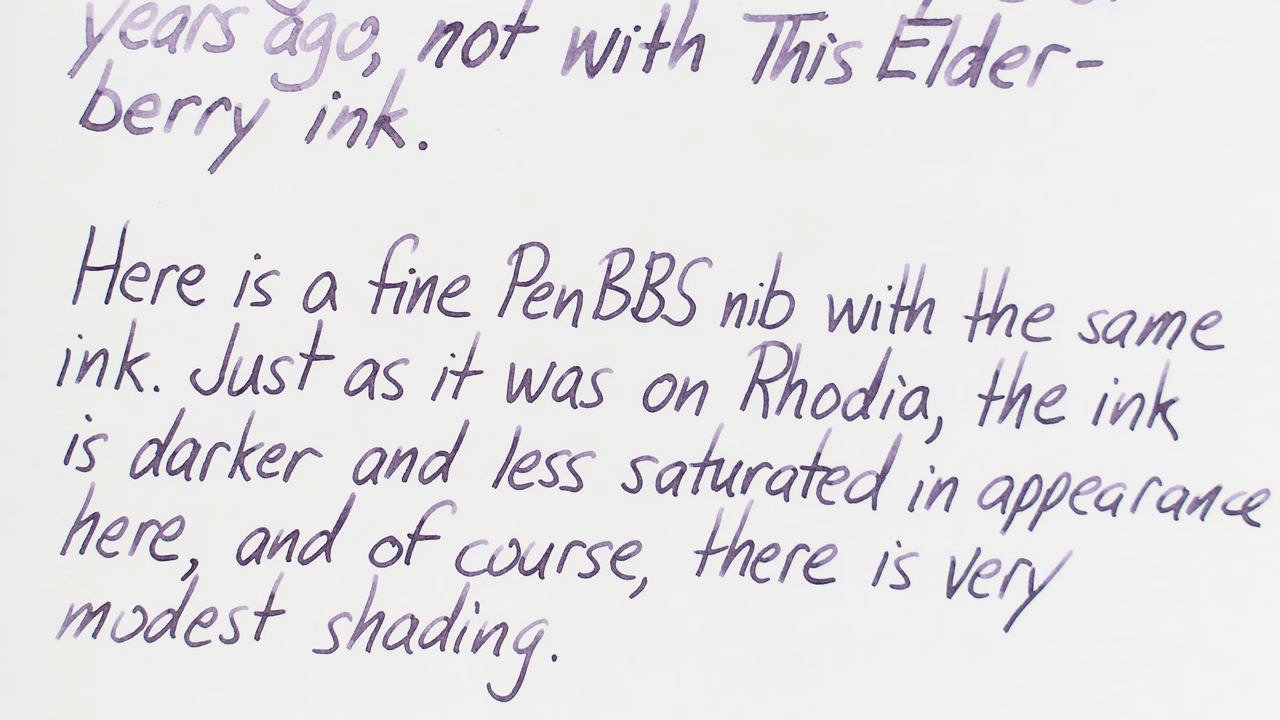 years ago, not with This Elder-
berry ink.
Here is a fine PenBBS nib with the same
ink. Just as it was on Rhodia, the ink
is darker and less saturated in appearance
here, and of course, there is very
modest shading.